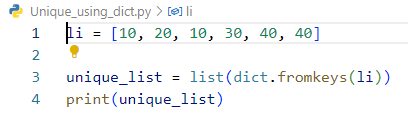 Unique_using_dict.py > li
1 li = [10, 20, 10, 30, 40, 40]
2
3 unique_list = list(dict.fromkeys(li))
4 print(unique_list)